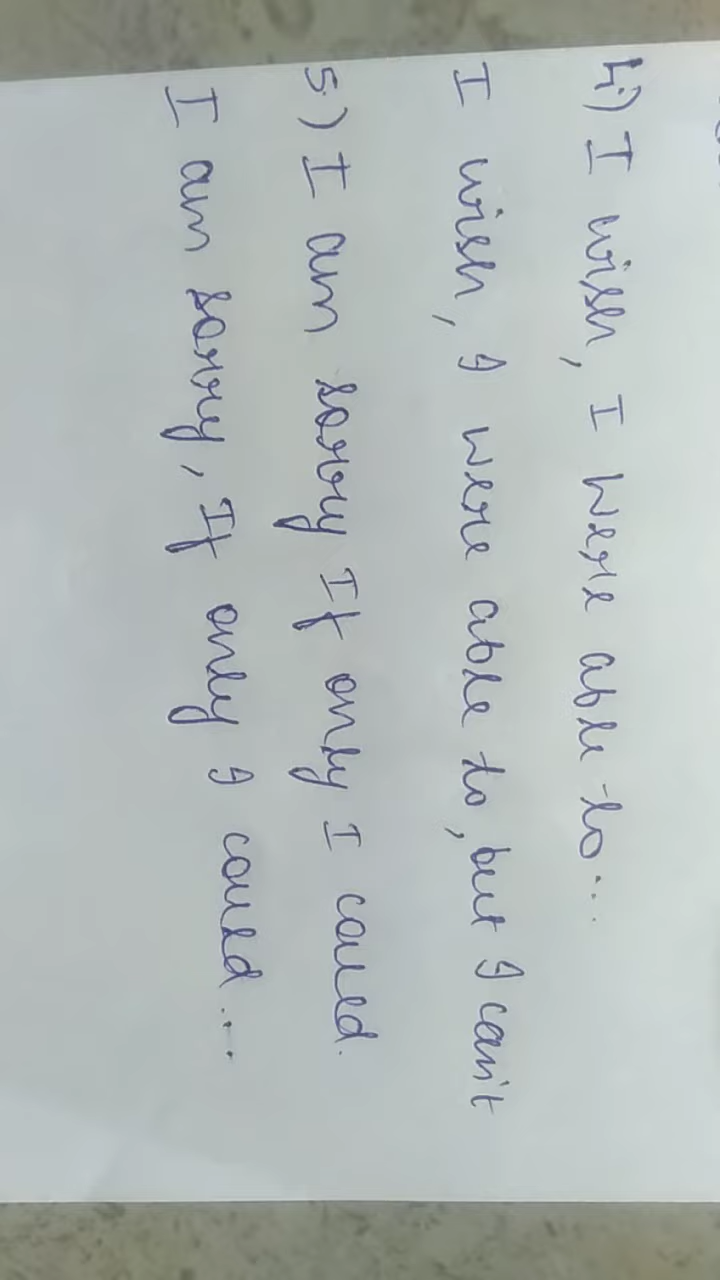 4.) I wish, I were able to...
I wish, I were able to, but I can't
5.) I am sorry If only I could.
I am sorry, If only I could ...